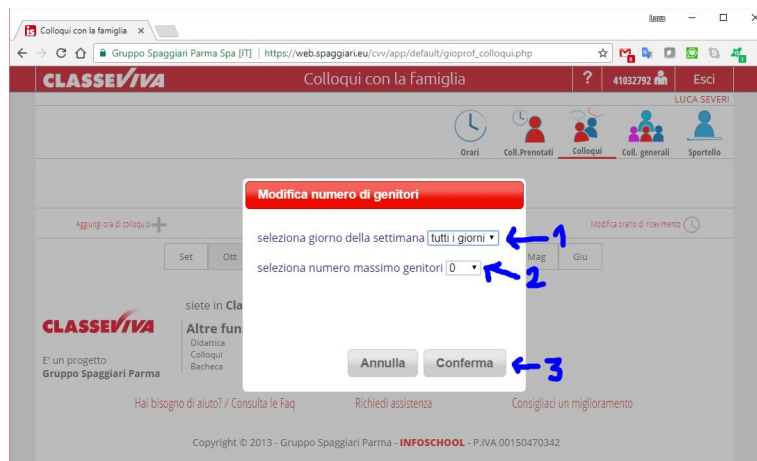 Colloqui con la famiglia
Gruppo Spaggiari Parma Spa [IT] https://web.spaggiari.eu/cvv/app/default/gioprof_colloqui.php
CLASSEVIVA Colloqui con la famiglia ? 41032792 Esci
LUCA SEVERI
Orari Coll.Prenotati Colloqui Coll. generali Sportello
Modifica numero di genitori
Aggiungi ora di colloquio Modifica orario di ricevimento
seleziona giorno della settimana tutti i giorni 1
Set Ott Mag Giu
seleziona numero massimo genitori 0 2
siete in Cla
CLASSEVIVA
Altre fun
Didattica
Colloqui
Bacheca
E' un progetto
Gruppo Spaggiari Parma
Annulla Conferma 3
Hai bisogno di aiuto? / Consulta le Faq Richiedi assistenza Consigliaci un miglioramento
Copyright © 2013 - Gruppo Spaggiari Parma - INFOSCHOOL - P.IVA 00150470342